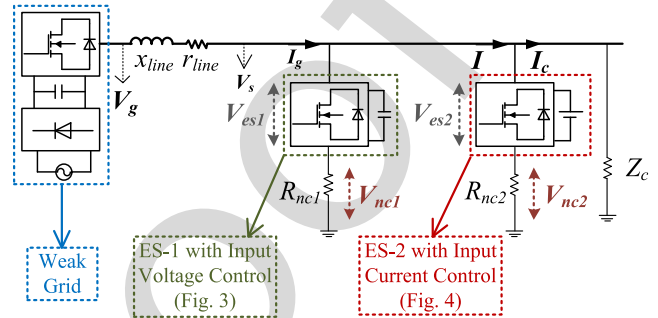 x_line r_line
V_g
V_s
I_g
I
I_c
V_es1
V_es2
Z_c
R_nc1
V_nc1
R_nc2
V_nc2
Weak
Grid
ES-1 with Input
Voltage Control
(Fig. 3)
ES-2 with Input
Current Control
(Fig. 4)